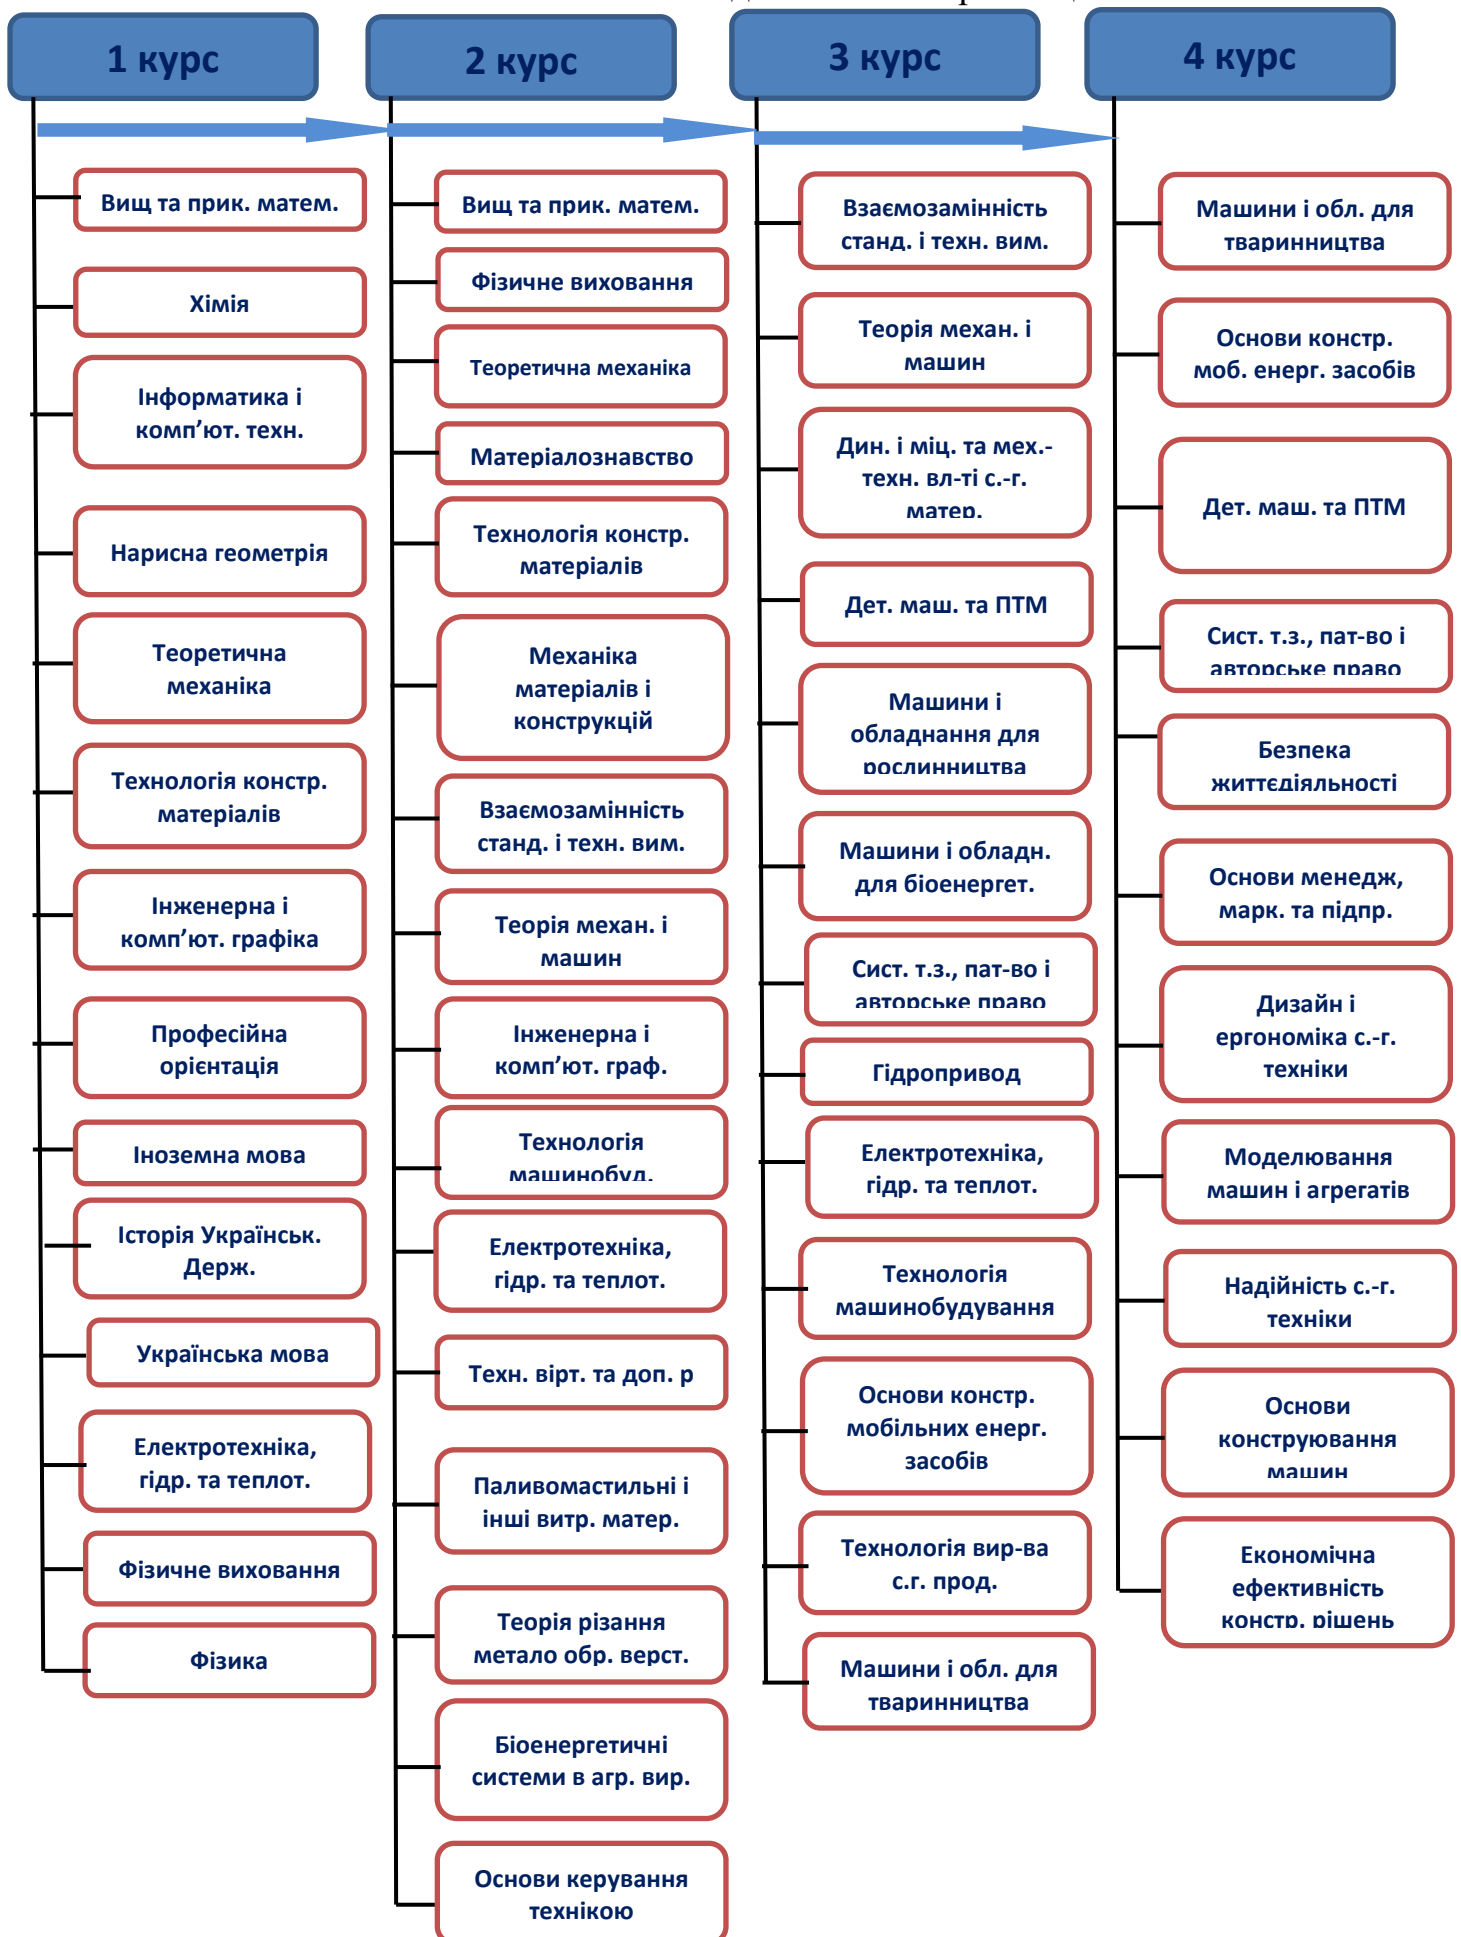 1 курс
Вищ та прик. матем.
Хімія
Інформатика і
комп’ют. техн.
Нарисна геометрія
Теоретична
механіка
Технологія констр.
матеріалів
Інженерна і
комп’ют. графіка
Професійна
орієнтація
Іноземна мова
Історія Українськ.
Держ.
Українська мова
Електротехніка,
гідр. та теплот.
Фізичне виховання
Фізика
2 курс
Вищ та прик. матем.
Фізичне виховання
Теоретична механіка
Матеріалознавство
Технологія констр.
матеріалів
Механіка
матеріалів і
конструкцій
Взаємозамінність
станд. і техн. вим.
Теорія механ. і
машин
Інженерна і
комп’ют. граф.
Технологія
машинобуд.
Електротехніка,
гідр. та теплот.
Техн. вірт. та доп. р
Паливомастильні і
інші витр. матер.
Теорія різання
метало обр. верст.
Біоенергетичні
системи в агр. вир.
Основи керування
технікою
3 курс
Взаємозамінність
станд. і техн. вим.
Теорія механ. і
машин
Дин. і міц. та мех.-
техн. вл-ті с.-г.
матер.
Дет. маш. та ПТМ
Машини і
обладнання для
рослинництва
Машини і обладн.
для біоенергет.
Сист. т.з., пат-во і
авторське право
Гідропривод
Електротехніка,
гідр. та теплот.
Технологія
машинобудування
Основи констр.
мобільних енерг.
засобів
Технологія вир-ва
с.г. прод.
Машини і обл. для
тваринництва
4 курс
Машини і обл. для
тваринництва
Основи констр.
моб. енерг. засобів
Дет. маш. та ПТМ
Сист. т.з., пат-во і
авторське право
Безпека
життєдіяльності
Основи менедж,
марк. та підпр.
Дизайн і
ергономіка с.-г.
техніки
Моделювання
машин і агрегатів
Надійність с.-г.
техніки
Основи
конструювання
машин
Економічна
ефективність
констр. рішень